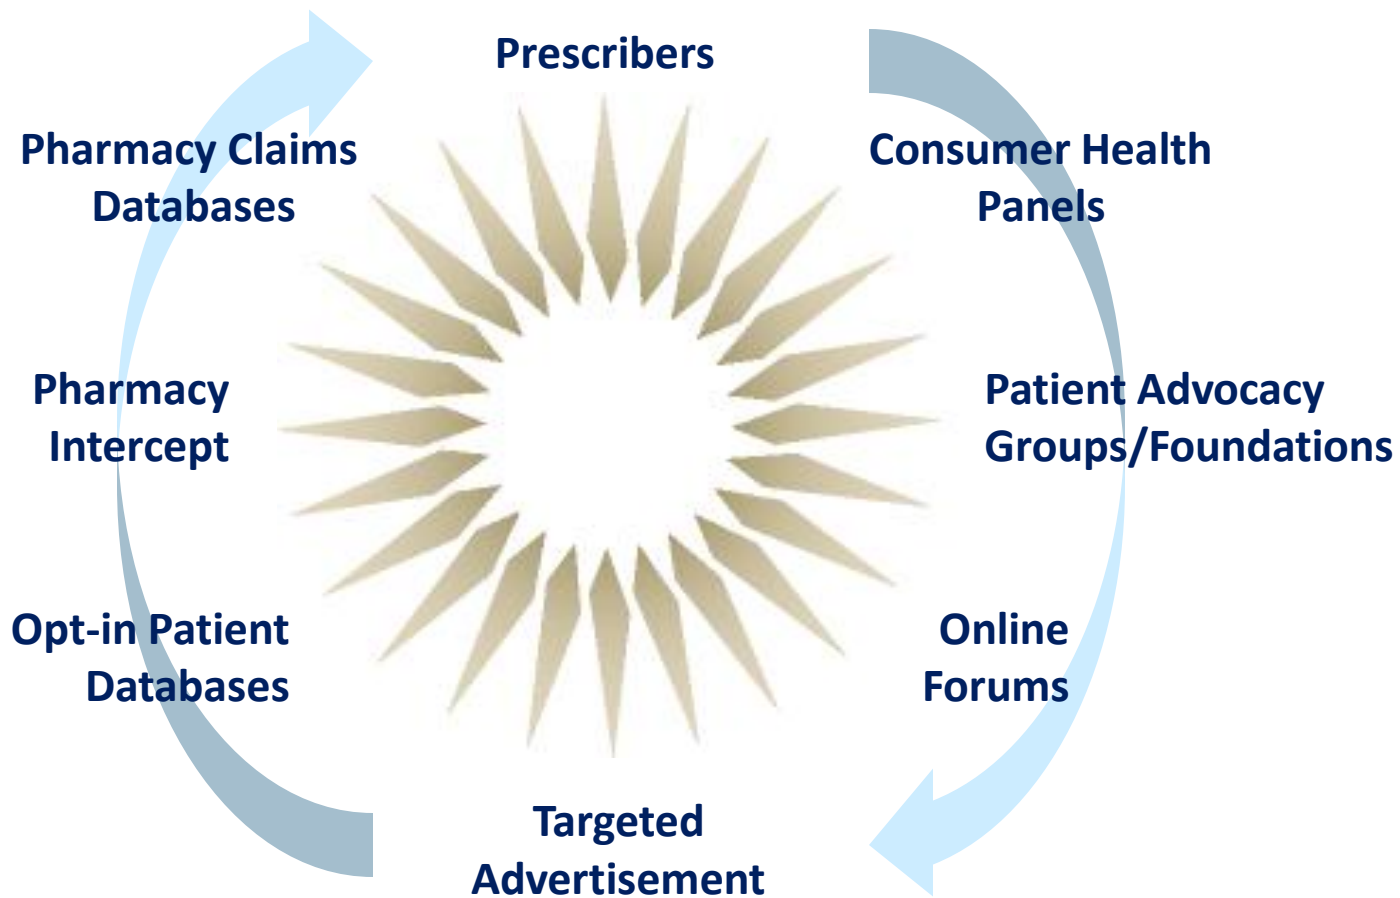 Prescribers
Consumer Health
Panels
Patient Advocacy
Groups/Foundations
Online
Forums
Targeted
Advertisement
Opt-in Patient
Databases
Pharmacy
Intercept
Pharmacy Claims
Databases